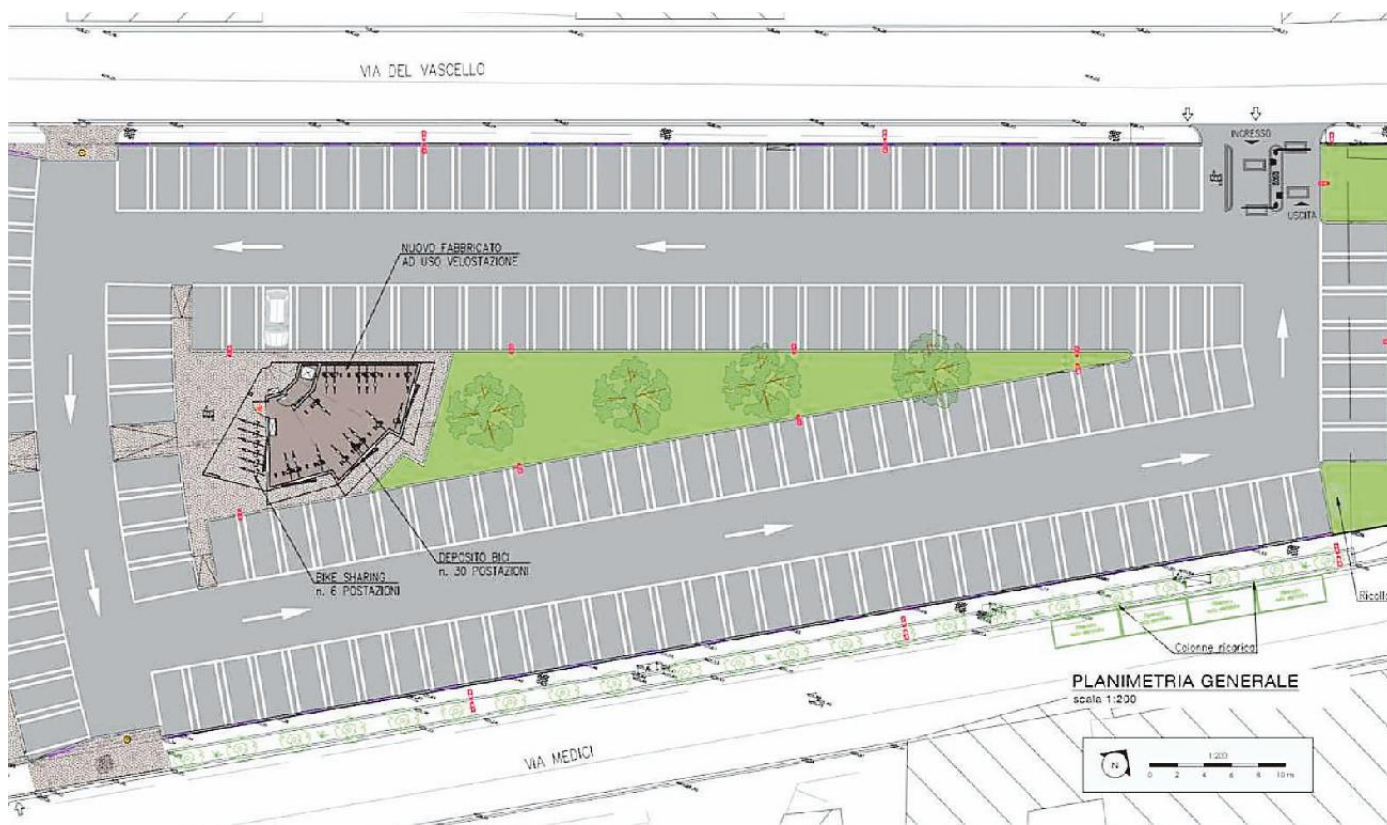 VIA DEL VASCELLO
INGRESSO
USCITA
NUOVO FABBRICATO
AD USO VELOSTAZIONE
DEPOSITO BICI
n. 30 POSTAZIONI
BIKE SHARING
n. 6 POSTAZIONI
Ricolle
Colonne ricarica
PLANIMETRIA GENERALE
scala 1:200
VIA MEDICI
N
1:200
0 2 4 6 8 10 m